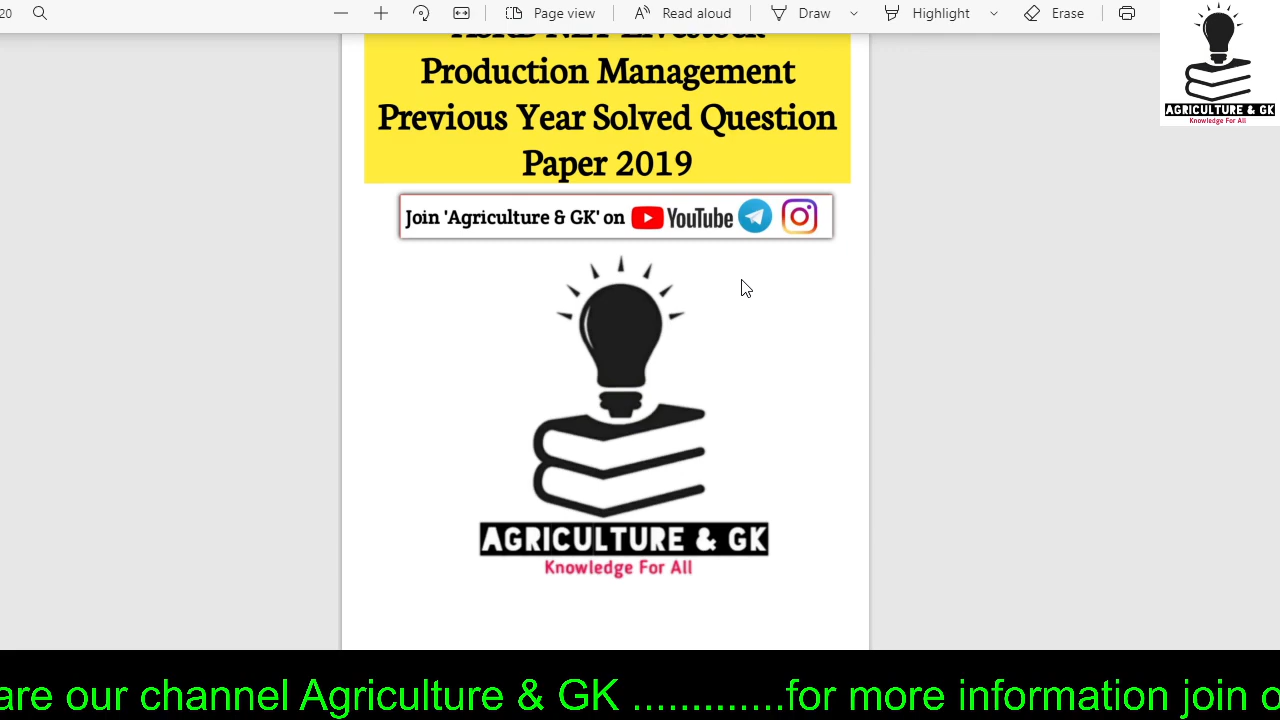 20
Page view
Read aloud
Draw
Highlight
Erase
AGRICULTURE & GK
Knowledge For All
Livestock
Production Management
Previous Year Solved Question
Paper 2019
Join 'Agriculture & GK' on YouTube
AGRICULTURE & GK
Knowledge For All
are our channel Agriculture & GK .............for more information join o